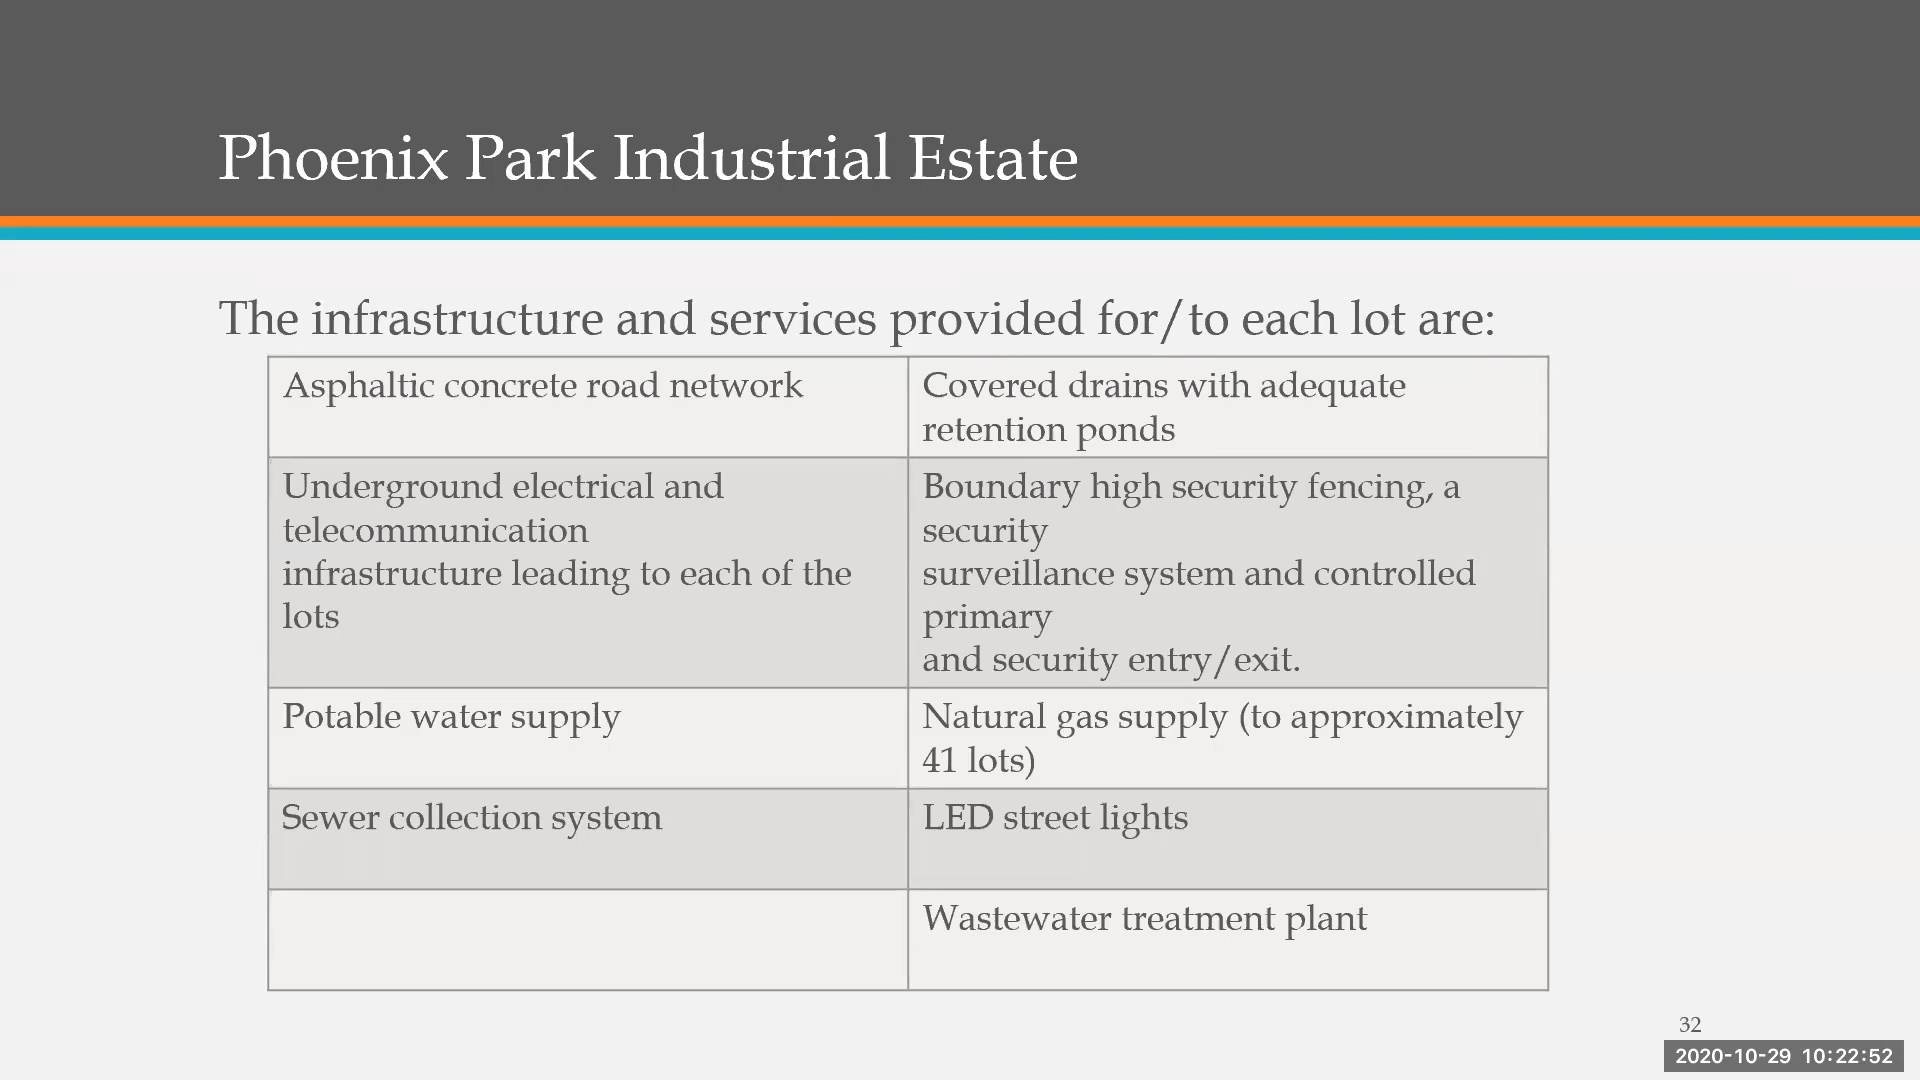 Phoenix Park Industrial Estate
The infrastructure and services provided for/to each lot are:
Asphaltic concrete road network
Covered drains with adequate
retention ponds
Underground electrical and
telecommunication
infrastructure leading to each of the
lots
Boundary high security fencing, a
security
surveillance system and controlled
primary
and security entry/exit.
Potable water supply
Natural gas supply (to approximately
41 lots)
Sewer collection system
LED street lights
Wastewater treatment plant
32
2020-10-29 10:22:52